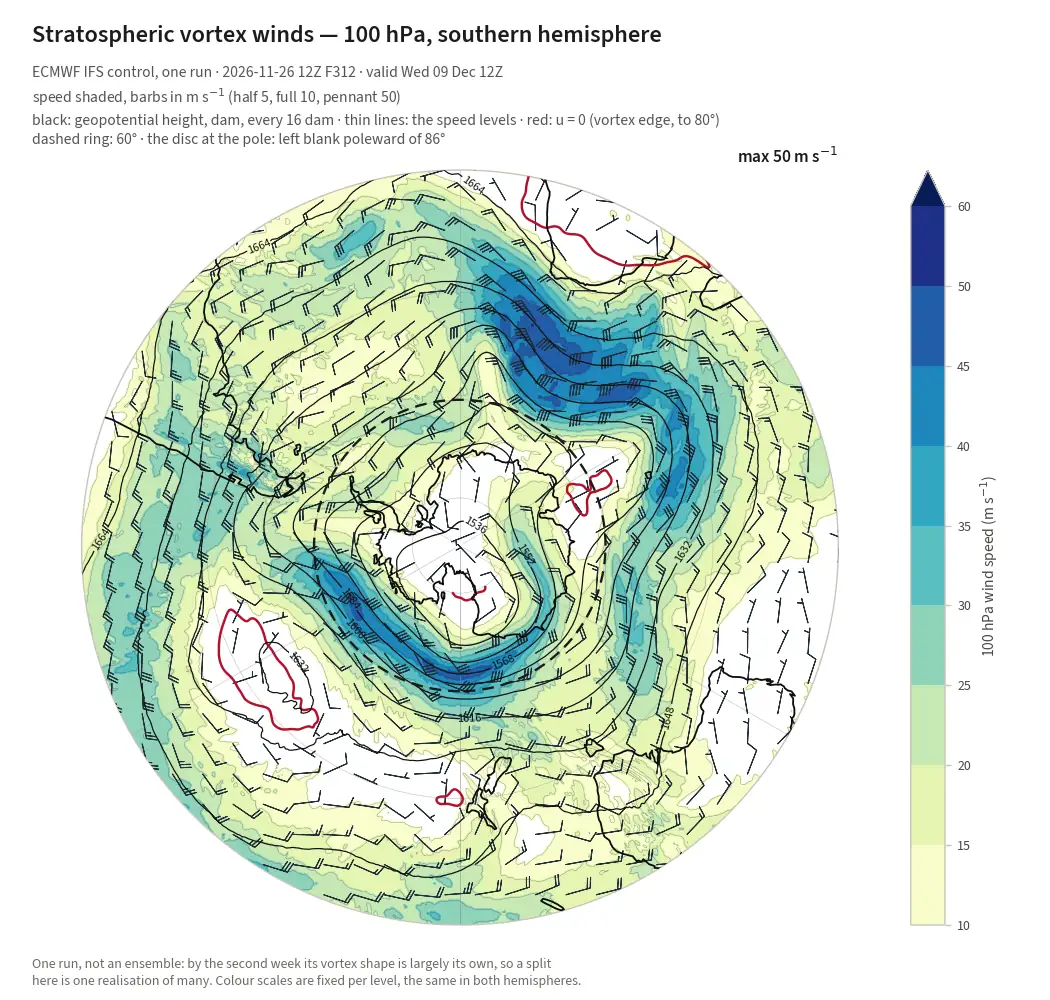 Stratospheric vortex winds — 100 hPa, southern hemisphere
ECMWF IFS control, one run · 2026-11-26 12Z F312 · valid Wed 09 Dec 12Z
speed shaded, barbs in m s⁻¹ (half 5, full 10, pennant 50)
black: geopotential height, dam, every 16 dam · thin lines: the speed levels · red: u = 0 (vortex edge, to 80°)
dashed ring: 60° · the disc at the pole: left blank poleward of 86°
max 50 m s⁻¹
1664
1664
1664
1536
1552
1632
1584
1600
1568
1632
1616
1648
60
50
45
40
35
30
25
20
15
10
100 hPa wind speed (m s⁻¹)
One run, not an ensemble: by the second week its vortex shape is largely its own, so a split
here is one realisation of many. Colour scales are fixed per level, the same in both hemispheres.